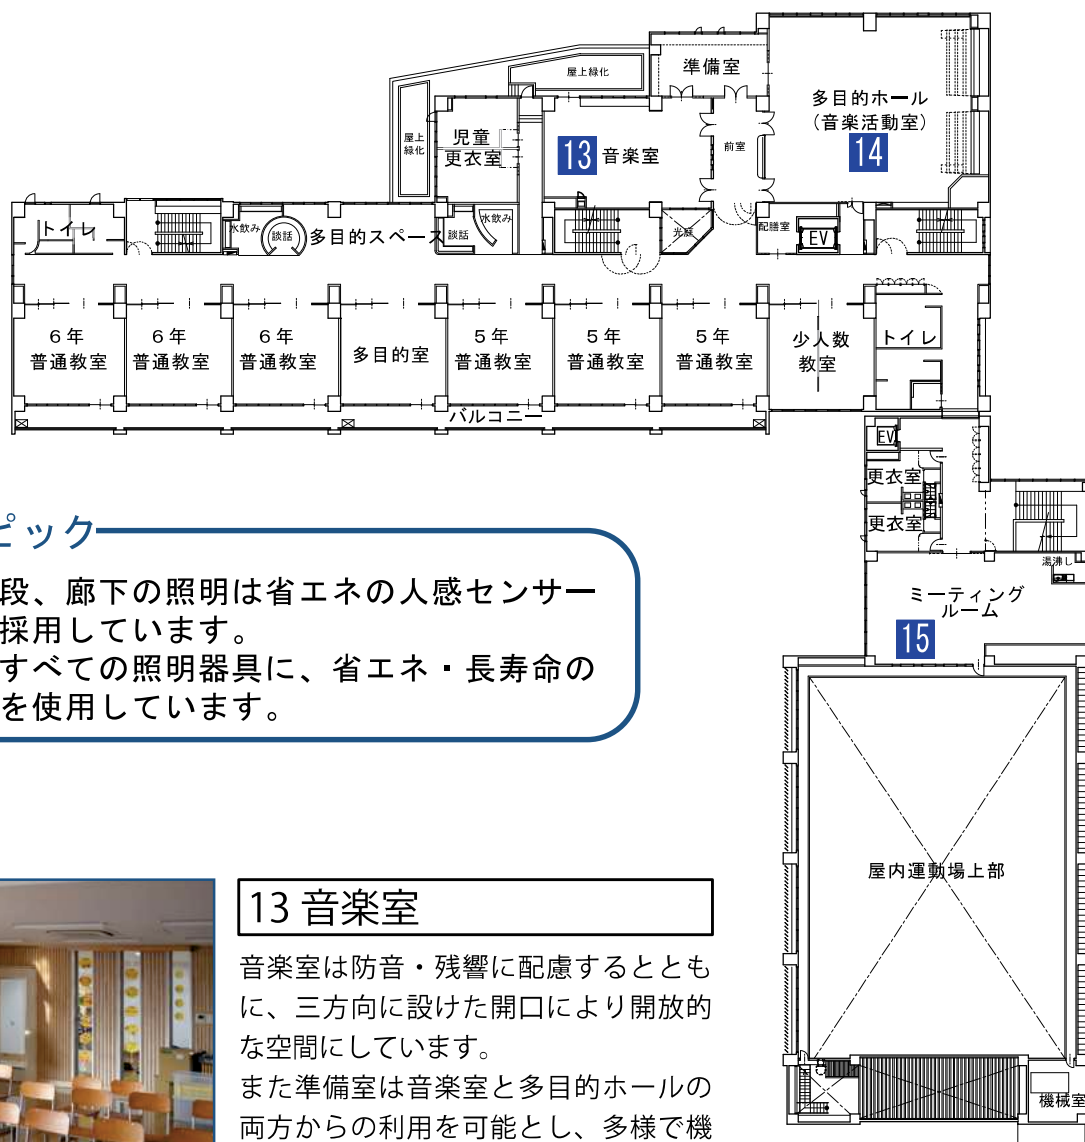 準備室
屋上緑化
多目的ホール
(音楽活動室)
14
屋上
緑化
児童
更衣室
13 音楽室
前室
トイレ
水飲み
談話
多目的スペース
談話
水飲み
光庭
配膳室
EV
6年
普通教室
6年
普通教室
6年
普通教室
多目的室
5年
普通教室
5年
普通教室
5年
普通教室
少人数
教室
トイレ
バルコニー
EV
更衣室
更衣室
湯沸し
ミーティング
ルーム
15
ピック
段、廊下の照明は省エネの人感センサー
採用しています。
すべての照明器具に、省エネ・長寿命の
を使用しています。
屋内運動場上部
機械室
13 音楽室
音楽室は防音・残響に配慮するととも
に、三方向に設けた開口により開放的
な空間にしています。
また準備室は音楽室と多目的ホールの
両方からの利用を可能とし、多様で機